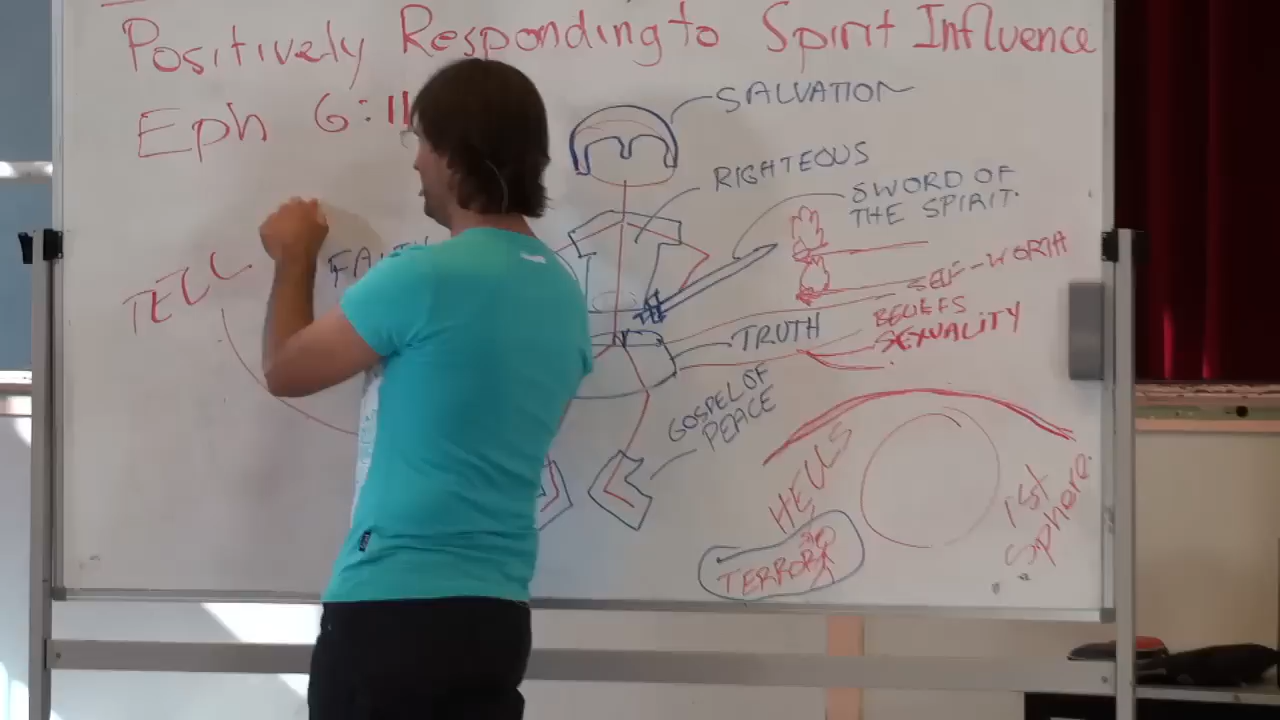 Positively Responding to Spirit Influence
Eph 6:11
SALVATION
RIGHTEOUS
SWORD OF
THE SPIRIT.
TELL
SELF-WORTH
BELIEFS
SEXUALITY
TRUTH
GOSPEL OF
PEACE
HELLS
1st
Sphere.
TERROR